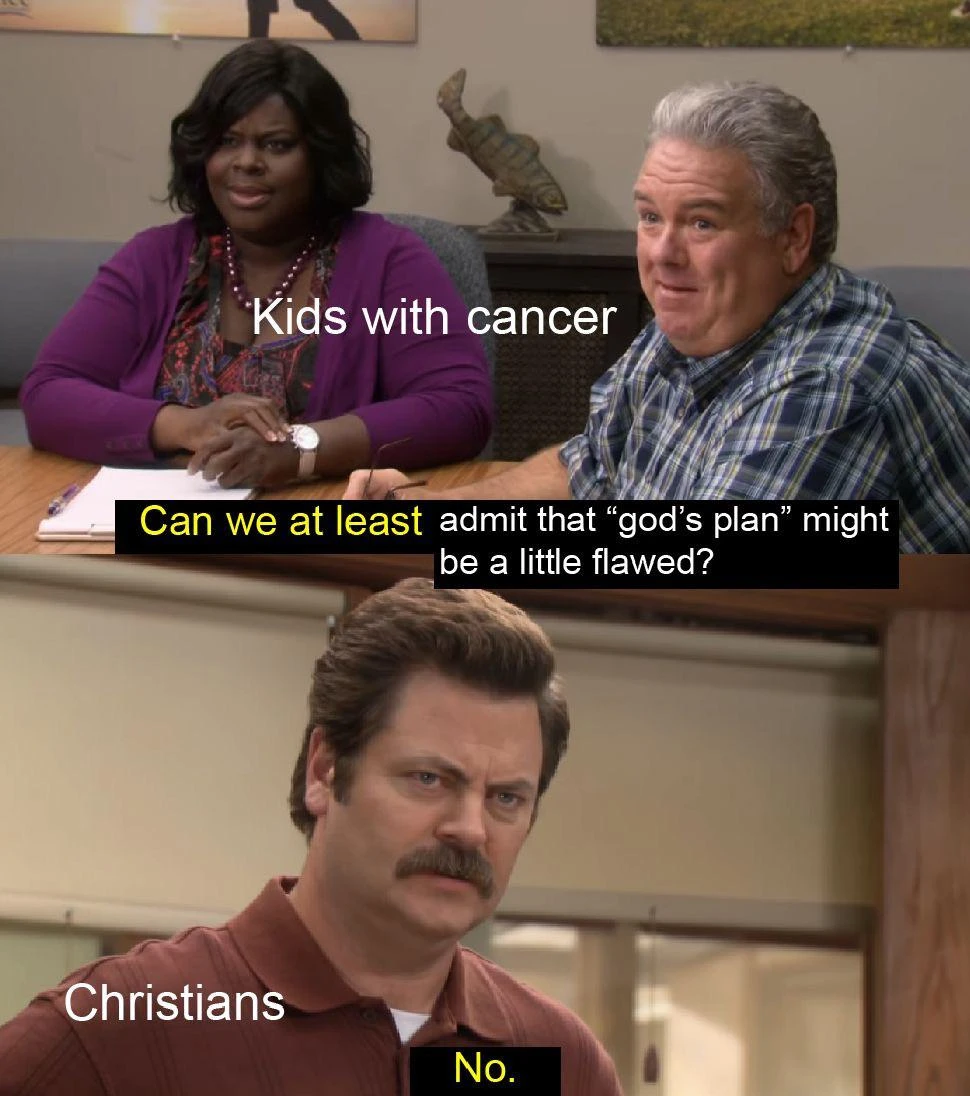 Kids with cancer
Can we at least admit that “god’s plan” might
be a little flawed?
Christians
No.